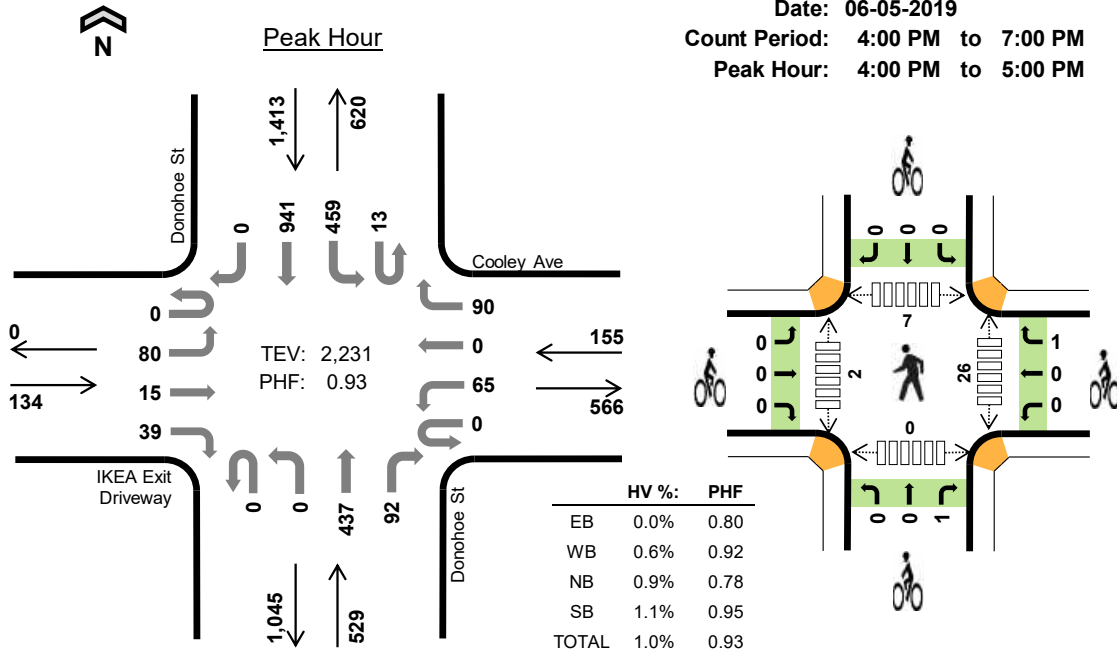 Date: 06-05-2019
Count Period: 4:00 PM to 7:00 PM
Peak Hour: 4:00 PM to 5:00 PM
N
Peak Hour
1,413
620
Donohoe St
0
941
459
13
Cooley Ave
0
80
15
39
0
134
TEV: 2,231
PHF: 0.93
90
0
65
0
155
566
IKEA Exit
Driveway
0
0
437
92
Donohoe St
1,045
529
HV %: PHF
EB 0.0% 0.80
WB 0.6% 0.92
NB 0.9% 0.78
SB 1.1% 0.95
TOTAL 1.0% 0.93
0 0 0
7
0
0
0
2
26
1
0
0
0
0 0 1